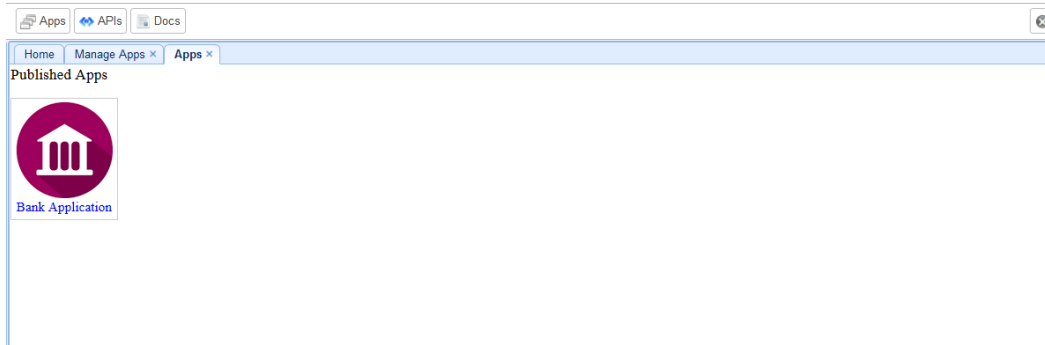 Apps APIs Docs
Home Manage Apps × Apps ×
Published Apps
Bank Application